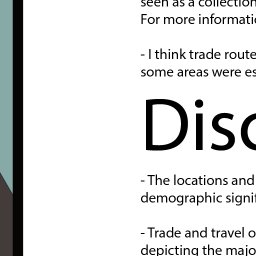 seen as a collection
For more informati
- I think trade route
some areas were es
Disc
- The locations and
demographic signif
- Trade and travel o
depicting the majo